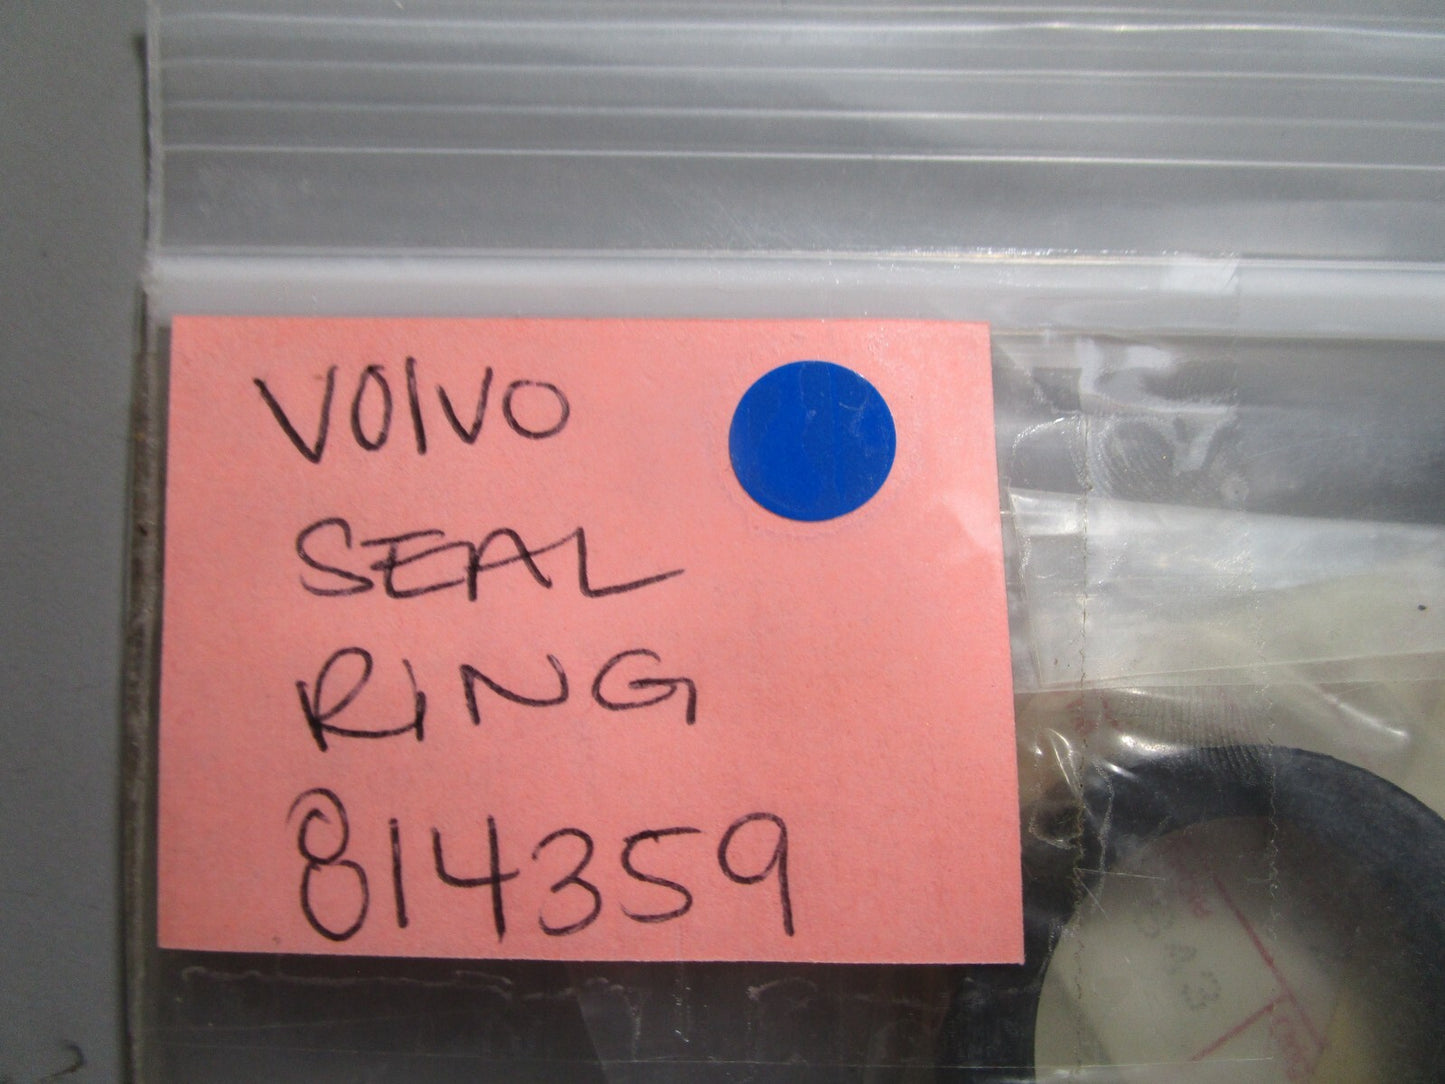 VOLVO
SEAL
RING
814359